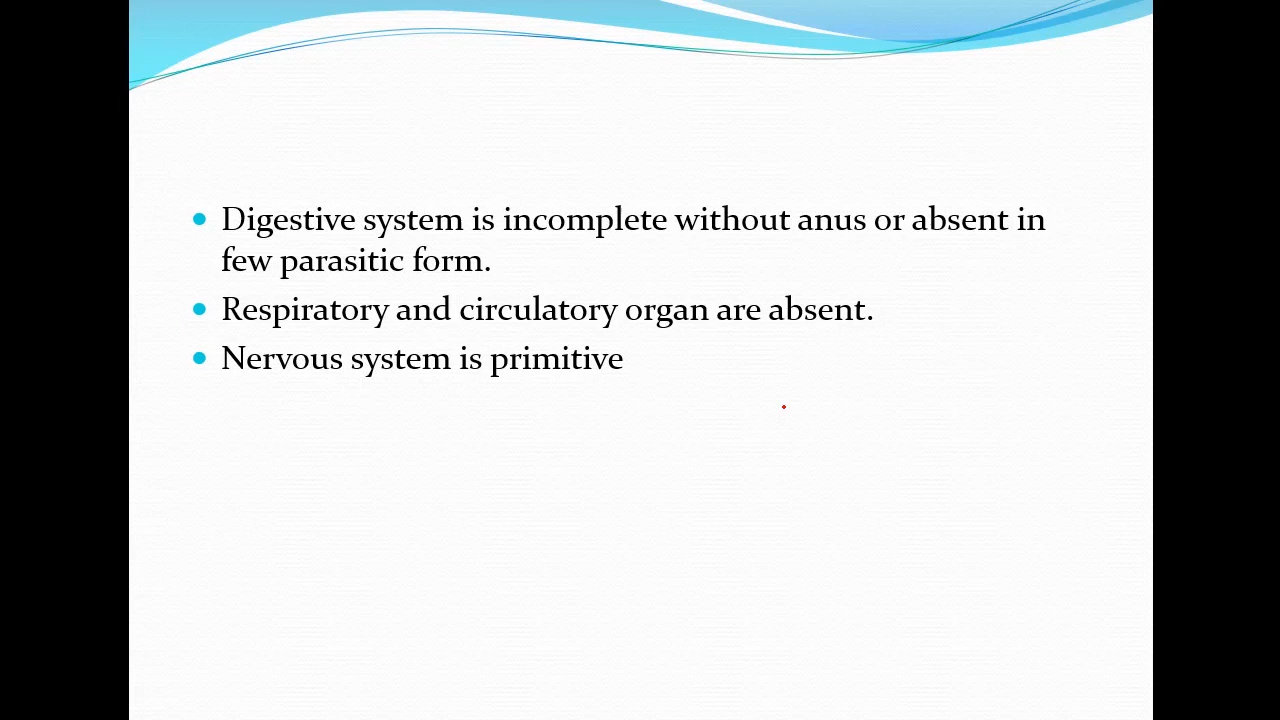 Digestive system is incomplete without anus or absent in
few parasitic form.
Respiratory and circulatory organ are absent.
Nervous system is primitive